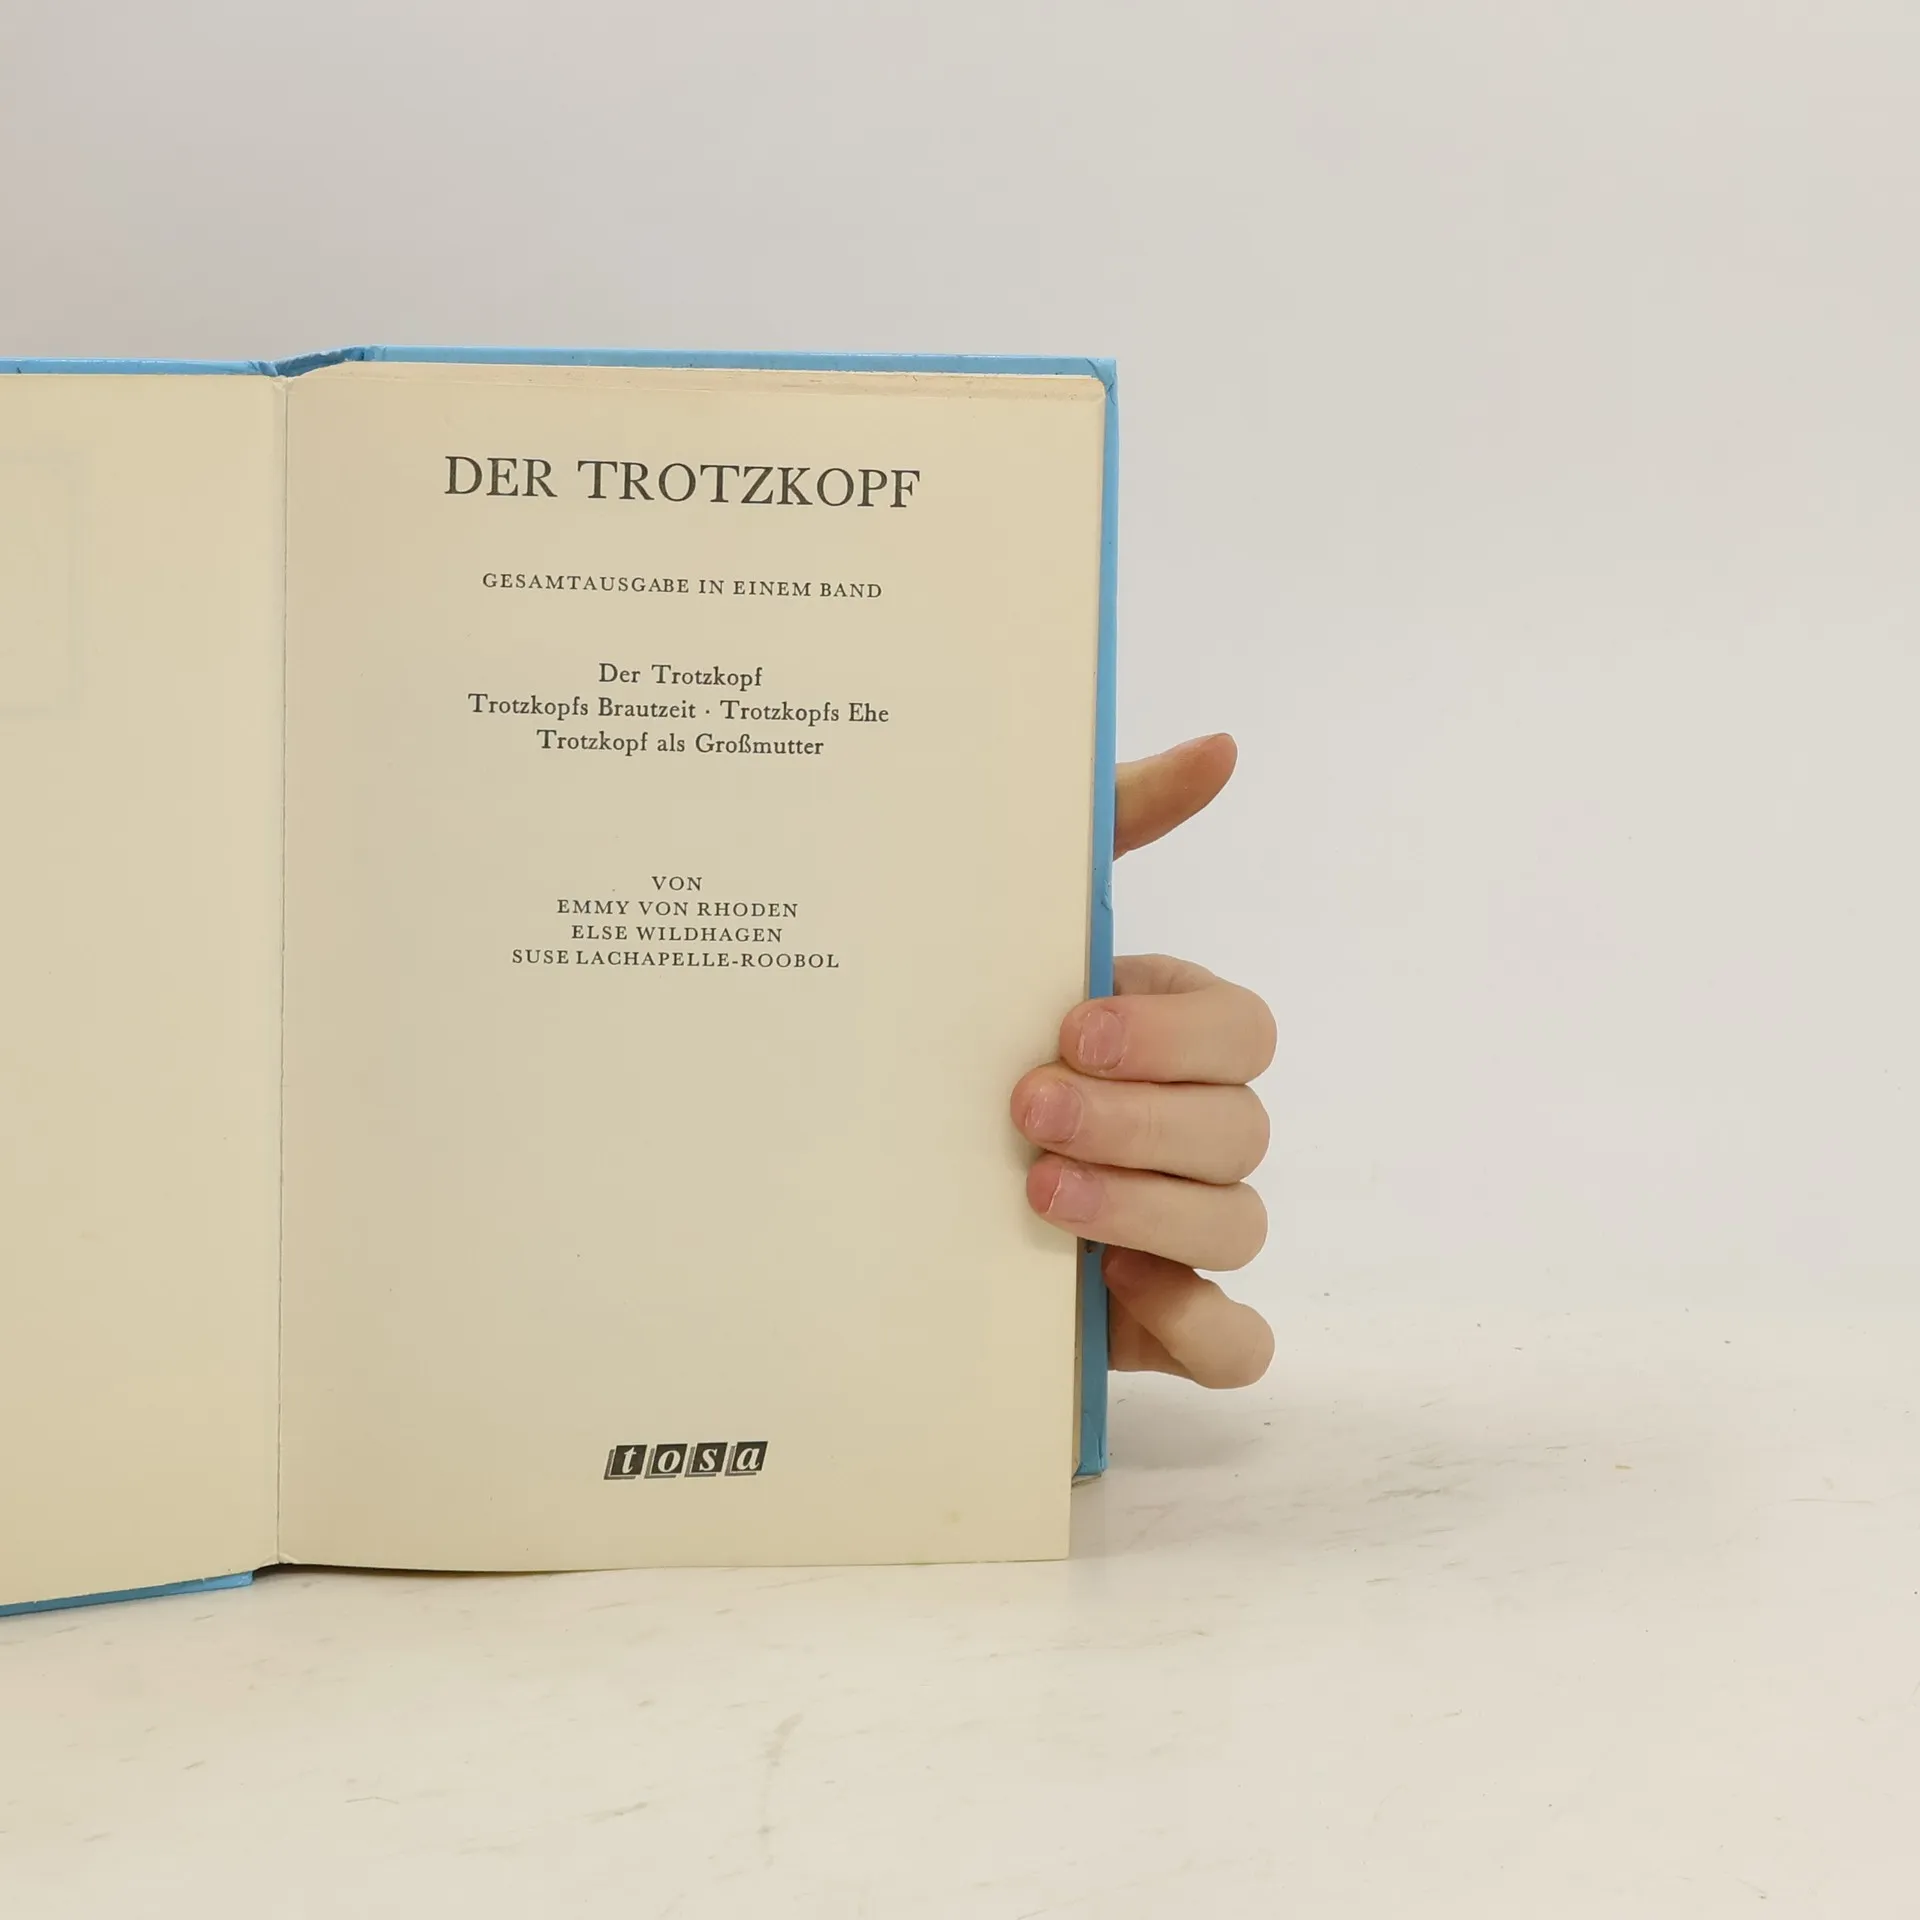 DER TROTZKOPF
GESAMTAUSGABE IN EINEM BAND
Der Trotzkopf
Trotzkopfs Brautzeit · Trotzkopfs Ehe
Trotzkopf als Großmutter
VON
EMMY VON RHODEN
ELSE WILDHAGEN
SUSE LACHAPELLE-ROOBOL
tosa